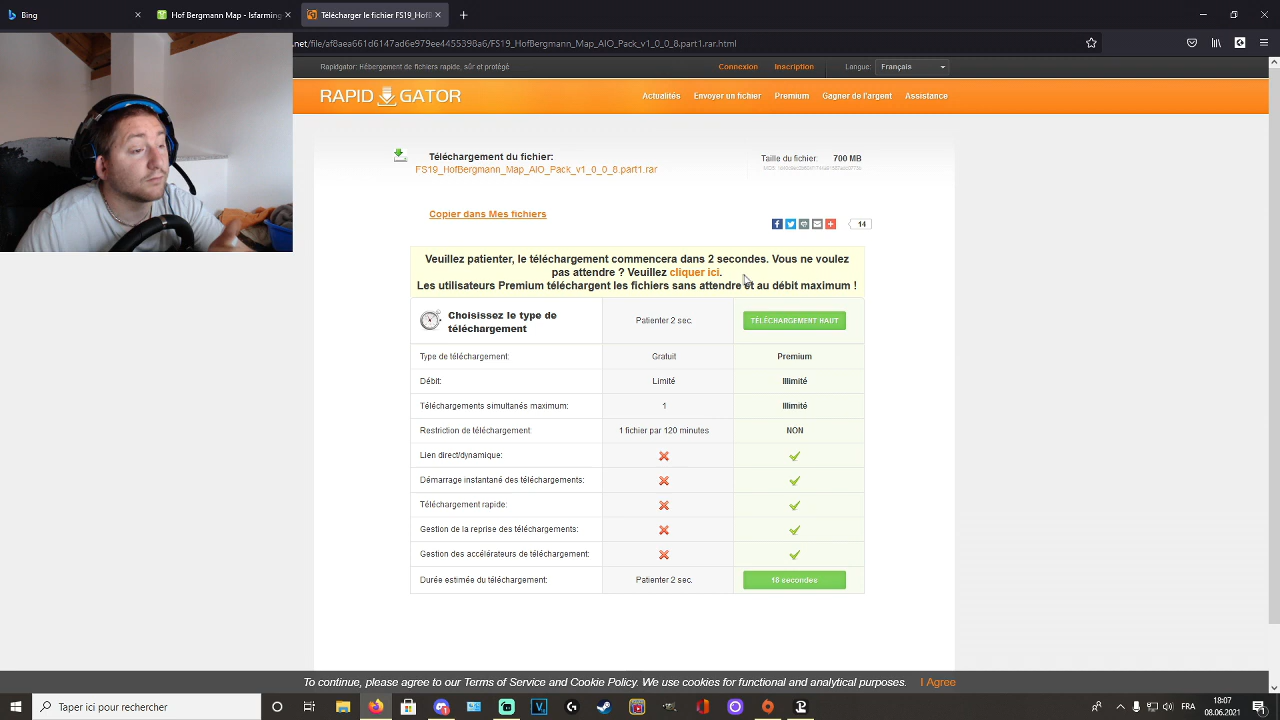 Bing
Hof Bergmann Map - lsfarming
Télécharger le fichier FS19_Hof
.net/file/af8aea661d6147ad6e979ee4455398a6/FS19_HofBergmann_Map_AIO_Pack_v1_0_0_8.part1.rar.html
Rapidgator: Hébergement de fichiers rapide, sûr et protégé
Connexion
Inscription
Langue:
Français
RAPID GATOR
Actualités
Envoyer un fichier
Premium
Gagner de l'argent
Assistance
Téléchargement du fichier:
FS19_HofBergmann_Map_AIO_Pack_v1_0_0_8.part1.rar
Taille du fichier: 700 MB
Copier dans Mes fichiers
14
Veuillez patienter, le téléchargement commencera dans 2 secondes. Vous ne voulez
pas attendre ? Veuillez cliquer ici.
Les utilisateurs Premium téléchargent les fichiers sans attendre et au débit maximum !
Choisissez le type de
téléchargement
Patienter 2 sec.
TÉLÉCHARGEMENT HAUT
Type de téléchargement: Gratuit Premium
Débit: Limité Illimité
Téléchargements simultanés maximum: 1 Illimité
Restriction de téléchargement: 1 fichier par 120 minutes NON
Lien direct/dynamique:
Démarrage instantané des téléchargements:
Téléchargement rapide:
Gestion de la reprise des téléchargements:
Gestion des accélérateurs de téléchargement:
Durée estimée du téléchargement: Patienter 2 sec. 18 secondes
To continue, please agree to our Terms of Service and Cookie Policy. We use cookies for functional and analytical purposes. I Agree
Taper ici pour rechercher
18:07
08.06.2021